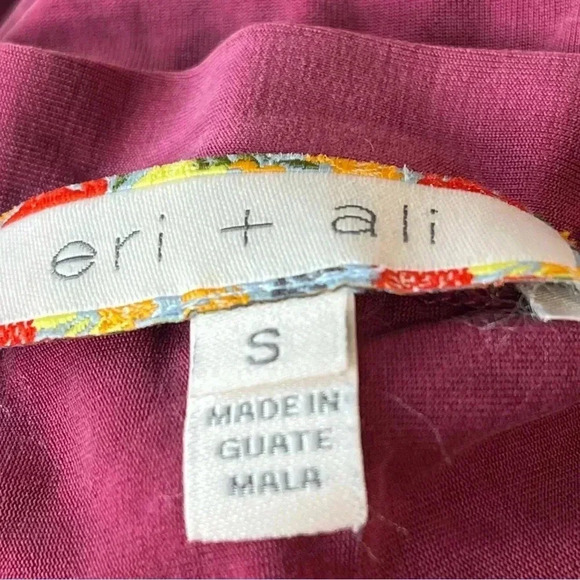 eri + ali
S
MADE IN
GUATE
MALA